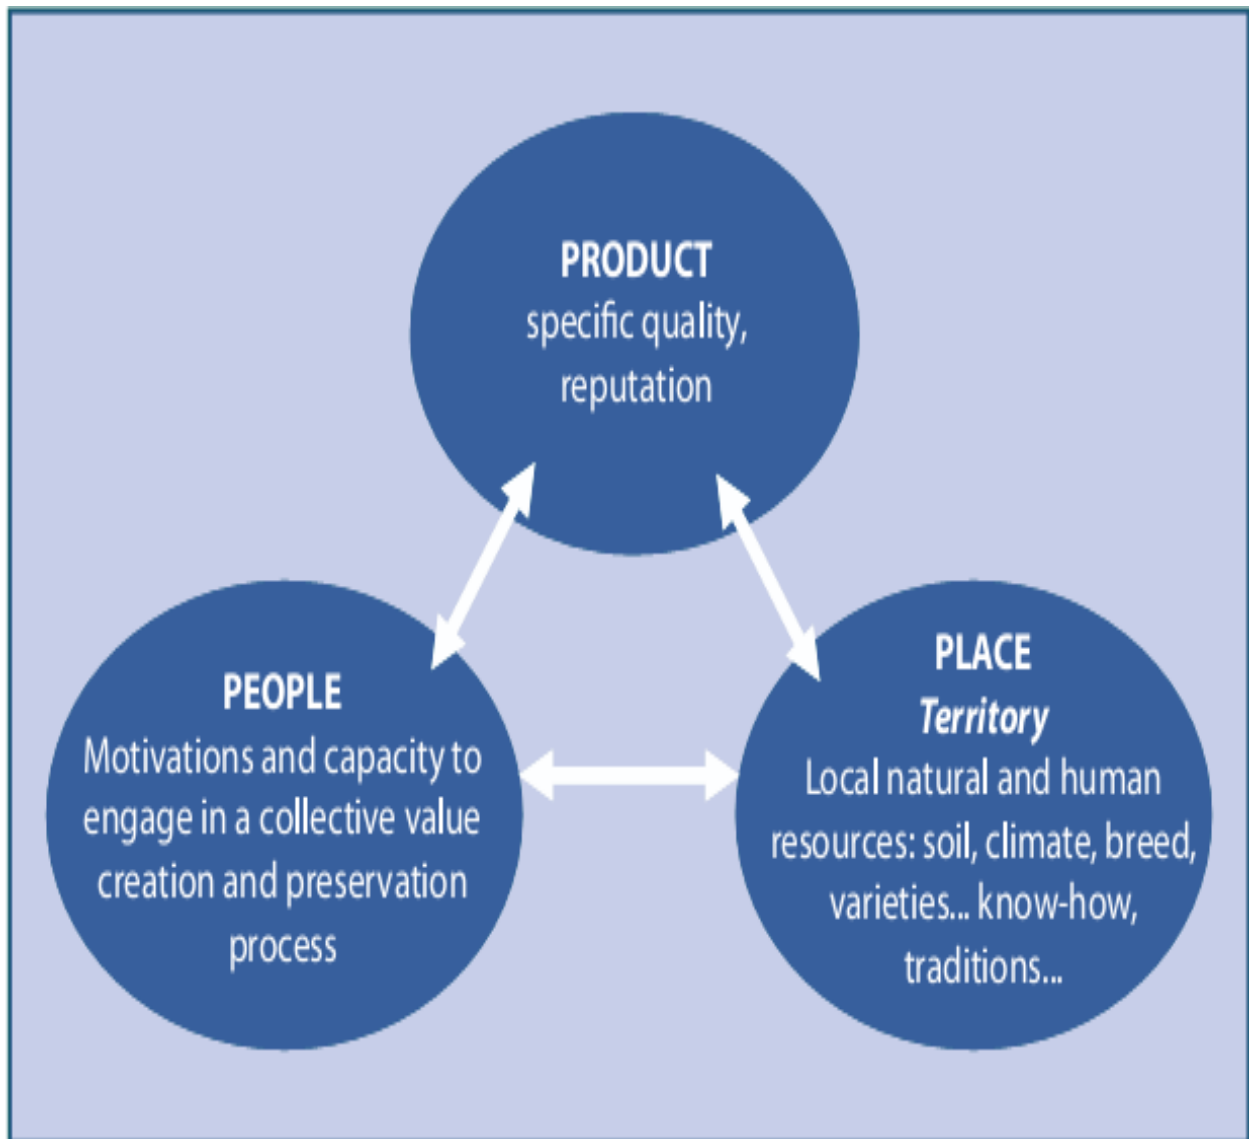 PRODUCT
specific quality,
reputation
PEOPLE
Motivations and capacity to
engage in a collective value
creation and preservation
process
PLACE
Territory
Local natural and human
resources: soil, climate, breed,
varieties... know-how,
traditions...